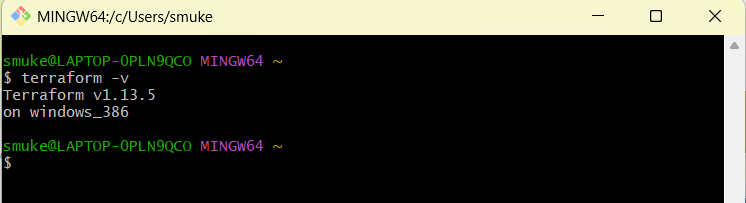 MINGW64:/c/Users/smuke
smuke@LAPTOP-0PLN9QCO MINGW64 ~
$ terraform -v
Terraform v1.13.5
on windows_386
smuke@LAPTOP-0PLN9QCO MINGW64 ~
$